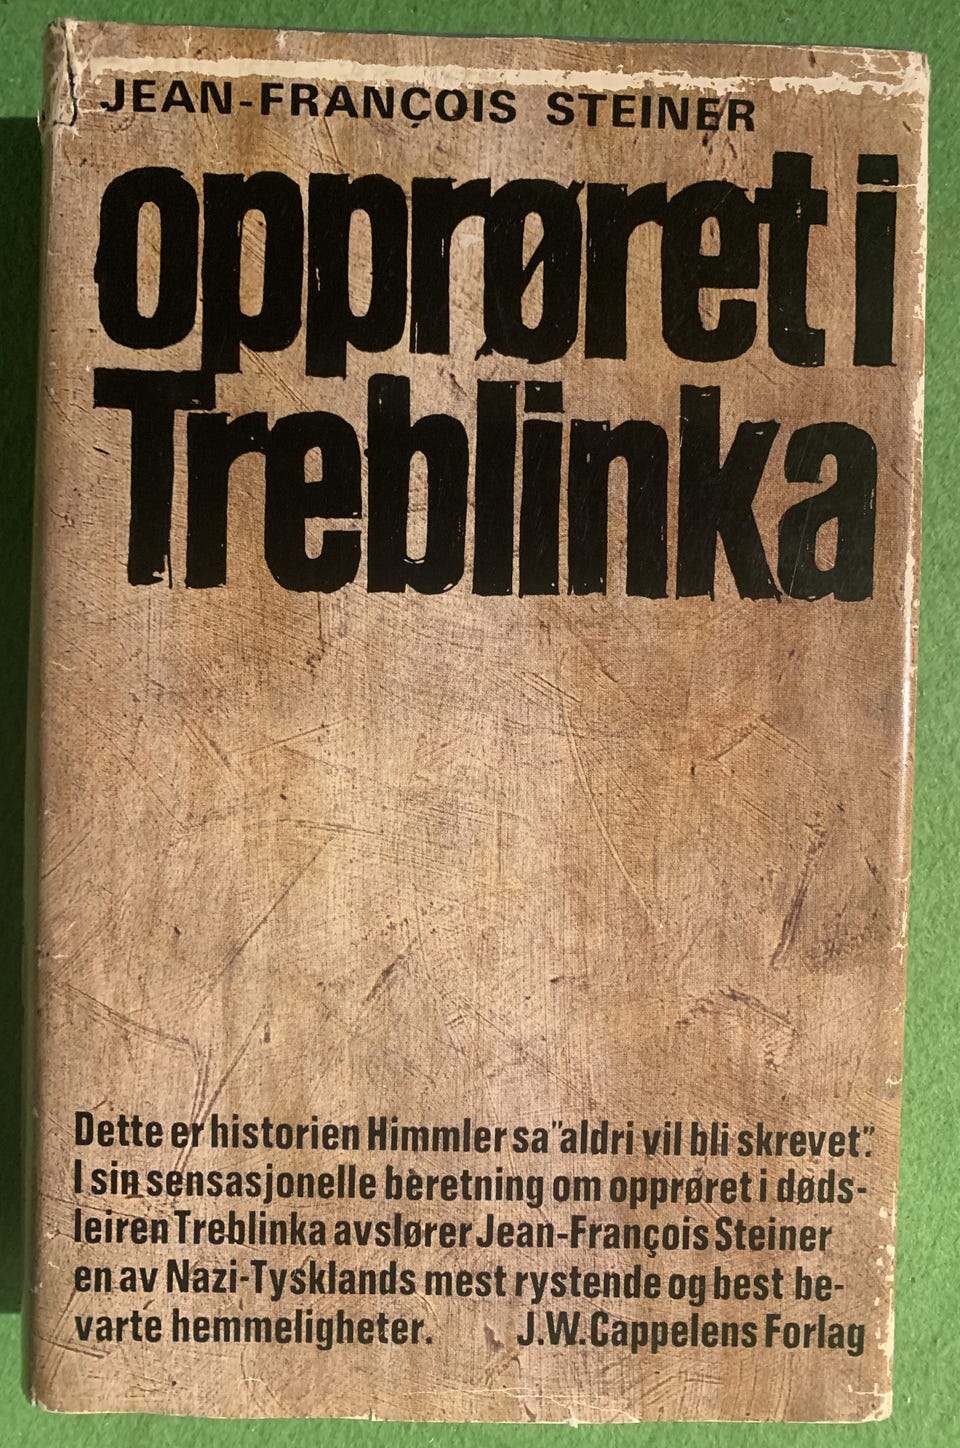 JEAN-FRANÇOIS STEINER
opprøret i
Treblinka
Dette er historien Himmler sa "aldri vil bli skrevet".
I sin sensasjonelle beretning om opprøret i døds-
leiren Treblinka avslører Jean-François Steiner
en av Nazi-Tysklands mest rystende og best be-
varte hemmeligheter. J.W. Cappelens Forlag